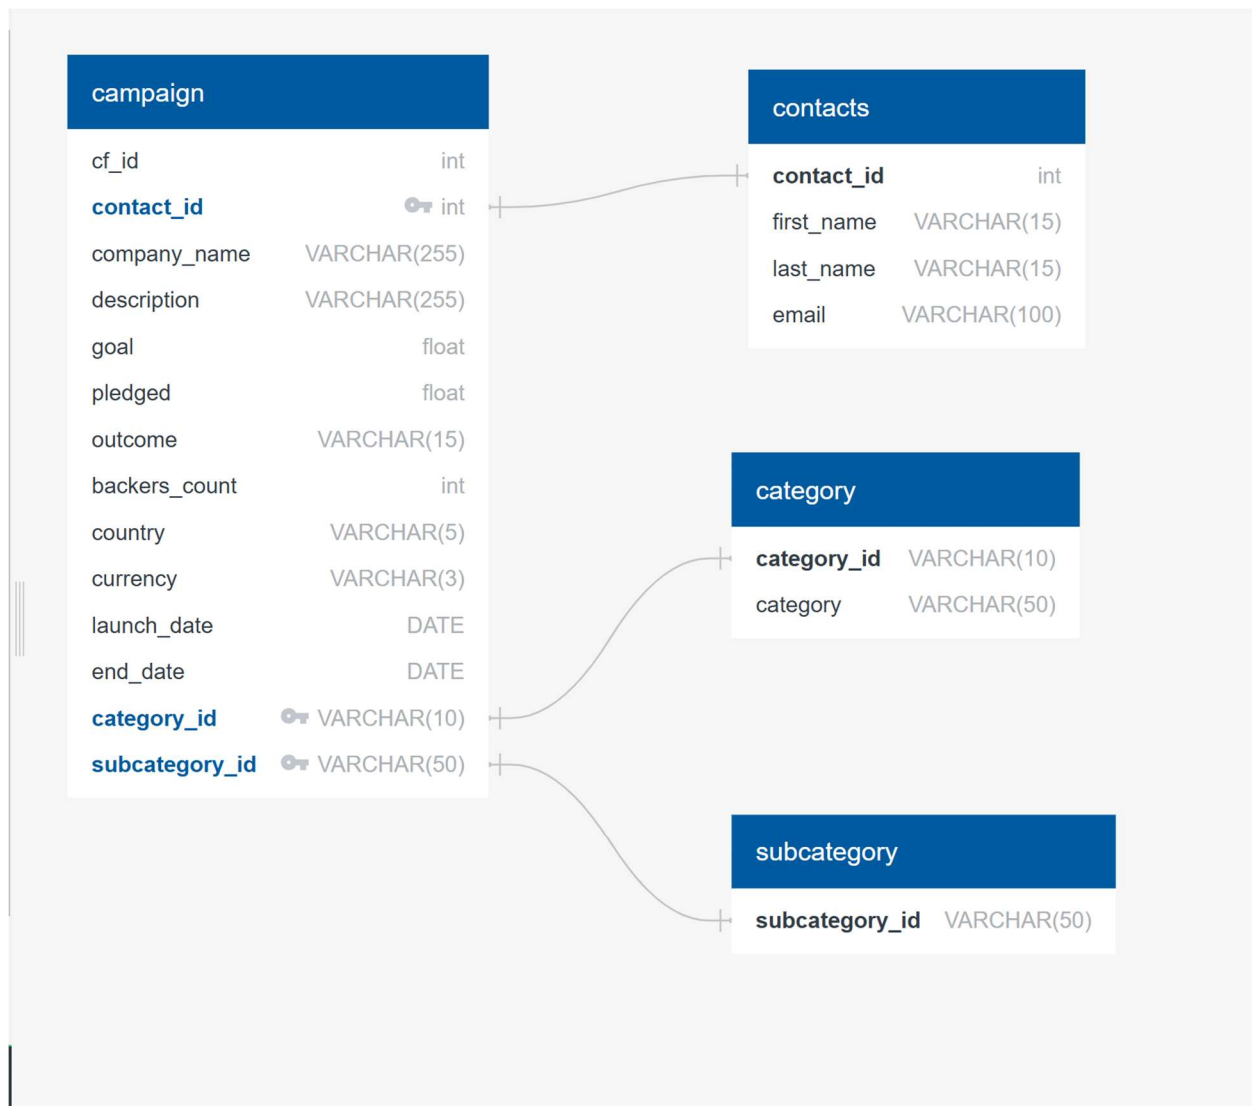 campaign
cf_id int
contact_id int
company_name VARCHAR(255)
description VARCHAR(255)
goal float
pledged float
outcome VARCHAR(15)
backers_count int
country VARCHAR(5)
currency VARCHAR(3)
launch_date DATE
end_date DATE
category_id VARCHAR(10)
subcategory_id VARCHAR(50)
contacts
contact_id int
first_name VARCHAR(15)
last_name VARCHAR(15)
email VARCHAR(100)
category
category_id VARCHAR(10)
category VARCHAR(50)
subcategory
subcategory_id VARCHAR(50)